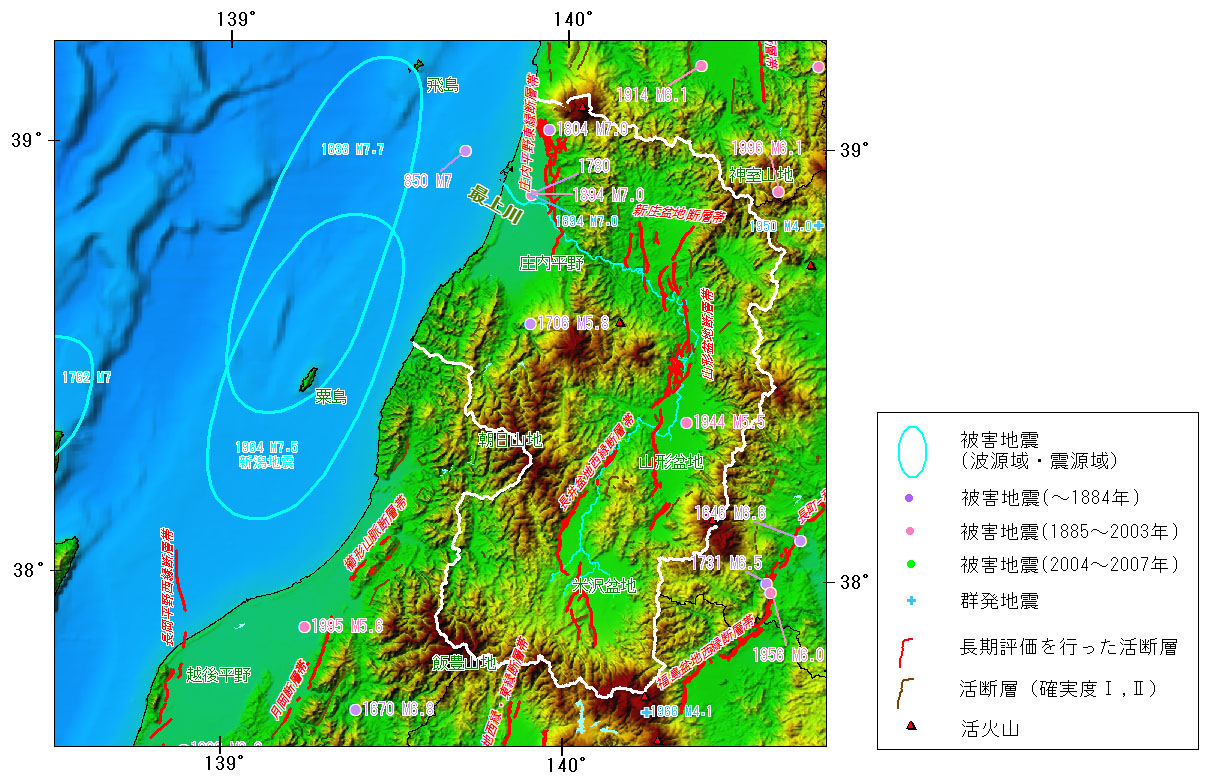 139°
140°
飛島
1914 M6.1
庄内平野東縁断層帯
1804 M7.0
39°
39°
1833 M7.7
1996 M6.1
850 M7
1780
神室山地
1894 M7.0
最上川
新庄盆地断層帯
1894 M7.0
1950 M4.0
庄内平野
山形盆地断層帯
1706 M5.8
1762 M7
粟島
1944 M5.5
長井盆地西縁断層帯
朝日山地
1964 M7.5
新潟地震
山形盆地
櫛形山脈断層帯
長町-
38°
38°
1731 M6.5
米沢盆地
長岡平野西縁断層帯
1995 M5.6
福島盆地西縁断層帯
1956 M6.0
飯豊山地
越後平野
月岡断層帯
139°
140°
被害地震
(波源域・震源域)
被害地震(～1884年)
被害地震(1885～2003年)
被害地震(2004～2007年)
群発地震
長期評価を行った活断層
活断層 (確実度Ⅰ,Ⅱ)
活火山